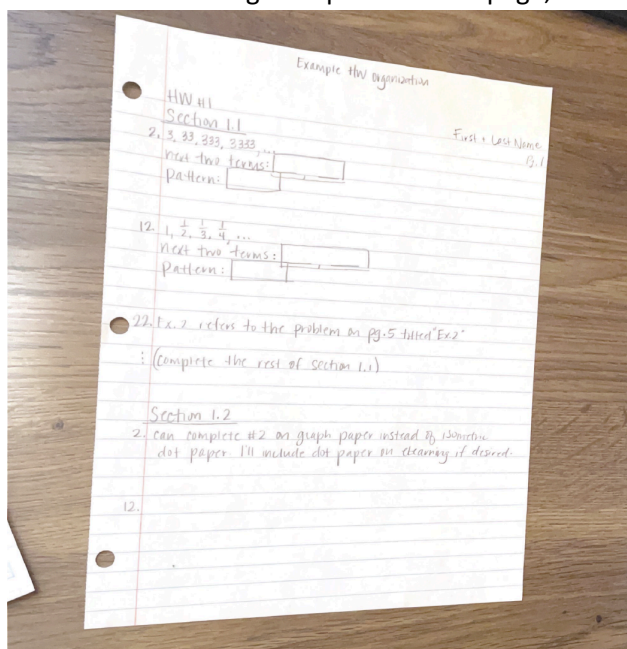 Example HW Organization
First + Last Name
pg. 1
HW #1
Section 1.1
2. 3, 33, 333, 3333, ...
next two terms:
pattern:
12. 1, 1/2, 1/3, 1/4, ...
next two terms:
pattern:
22. Ex. 2 refers to the problem on pg. 5 titled "Ex. 2"
⋮ (complete the rest of section 1.1)
Section 1.2
2. can complete #2 on graph paper instead of isometric
dot paper. I'll include dot paper on elearning if desired.
12.